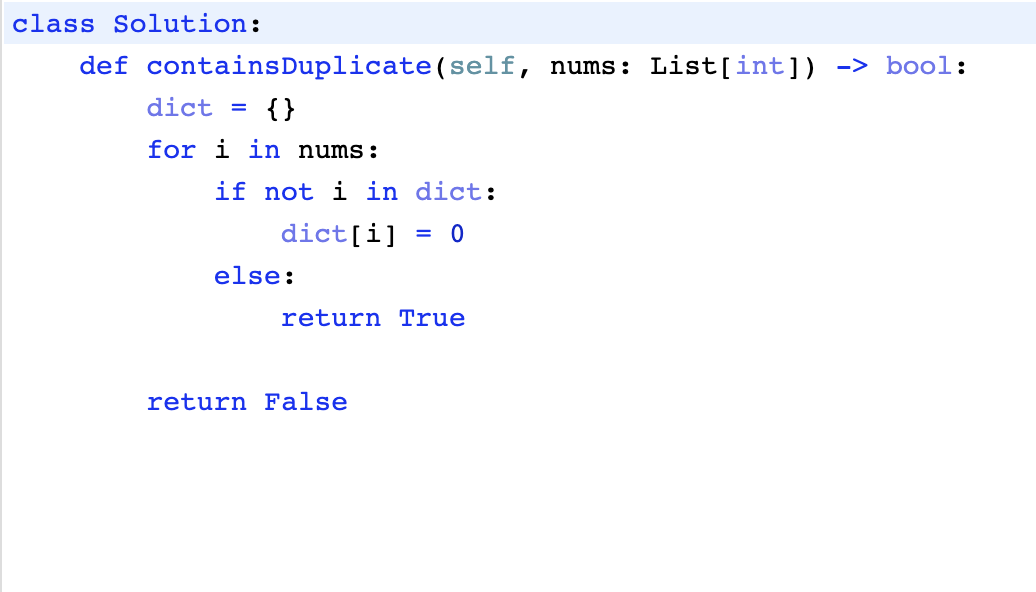 class Solution:
    def containsDuplicate(self, nums: List[int]) -> bool:
        dict = {}
        for i in nums:
            if not i in dict:
                dict[i] = 0
            else:
                return True

        return False